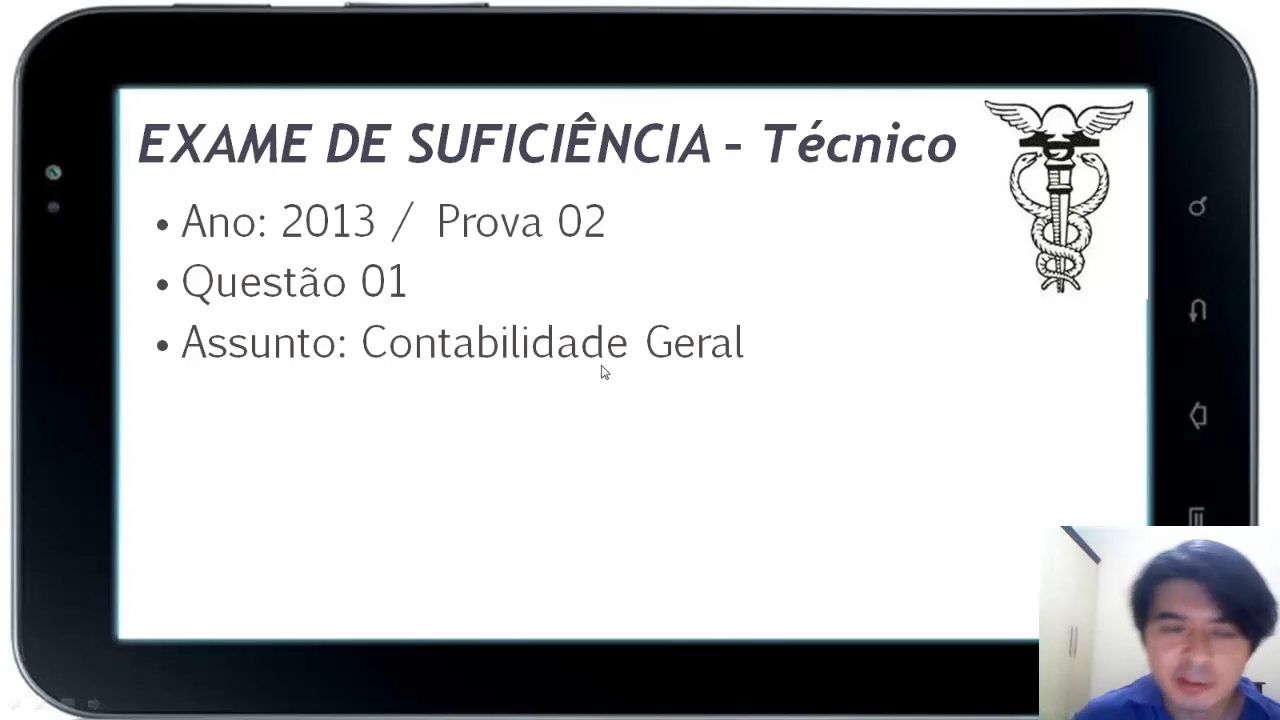 EXAME DE SUFICIÊNCIA – Técnico
• Ano: 2013 / Prova 02
• Questão 01
• Assunto: Contabilidade Geral